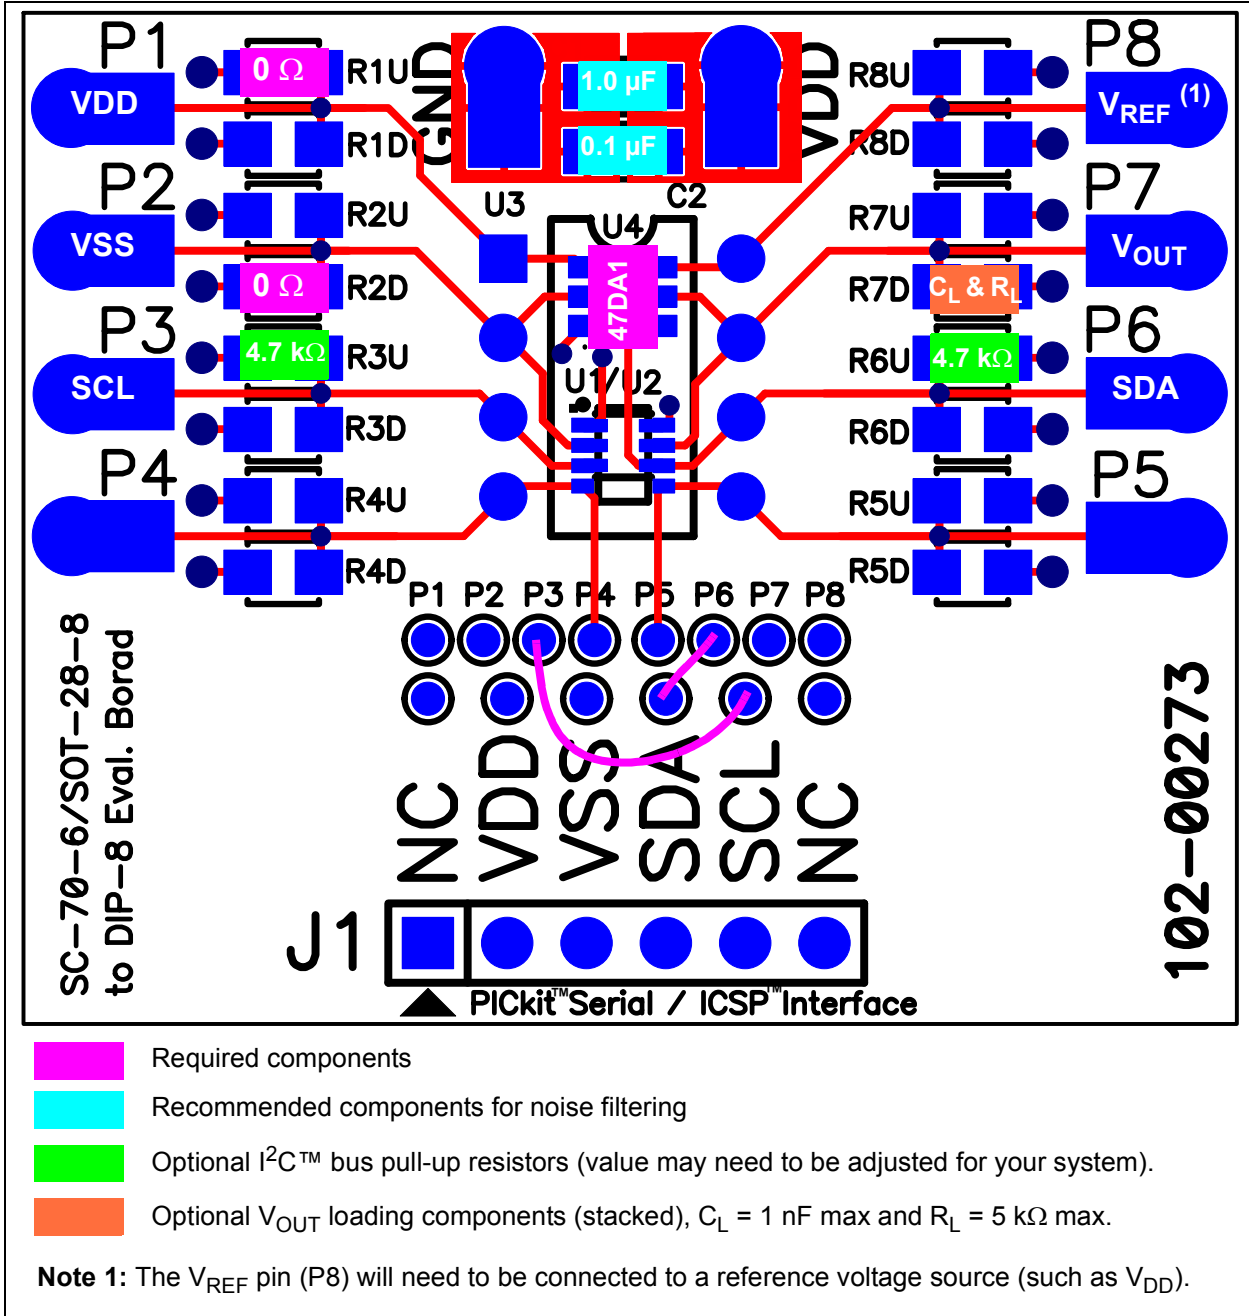 P1
VDD
0 Ω
R1U
R1D
GND
1.0 µF
0.1 µF
VDD
U3
C2
R8U
R8D
P8
VREF (1)
P2
VSS
R2U
0 Ω
R2D
U4
47DA1
U1/U2
R7U
CL & RL
R7D
P7
VOUT
P3
SCL
4.7 kΩ
R3U
R3D
R6U
4.7 kΩ
R6D
P6
SDA
P4
R4U
R4D
R5U
R5D
P5
P1 P2 P3 P4 P5 P6 P7 P8
NC
VDD
VSS
SDA
SCL
NC
SC-70-6/SOT-28-8
to DIP-8 Eval. Borad
102-00273
J1
PICkit™ Serial / ICSP™ Interface
Required components
Recommended components for noise filtering
Optional I2C™ bus pull-up resistors (value may need to be adjusted for your system).
Optional VOUT loading components (stacked), CL = 1 nF max and RL = 5 kΩ max.
Note 1: The VREF pin (P8) will need to be connected to a reference voltage source (such as VDD).